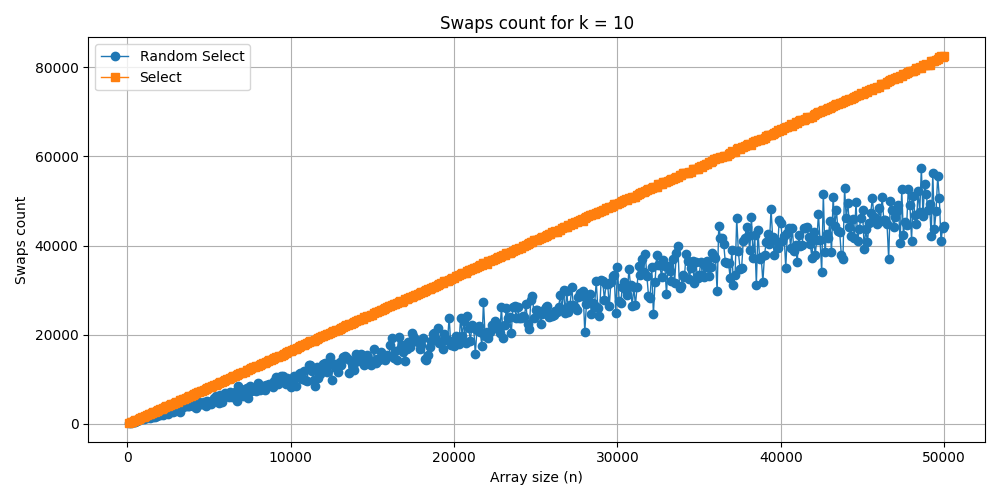 Swaps count for k = 10
Random Select
Select
80000
60000
40000
20000
0
Swaps count
0 10000 20000 30000 40000 50000
Array size (n)